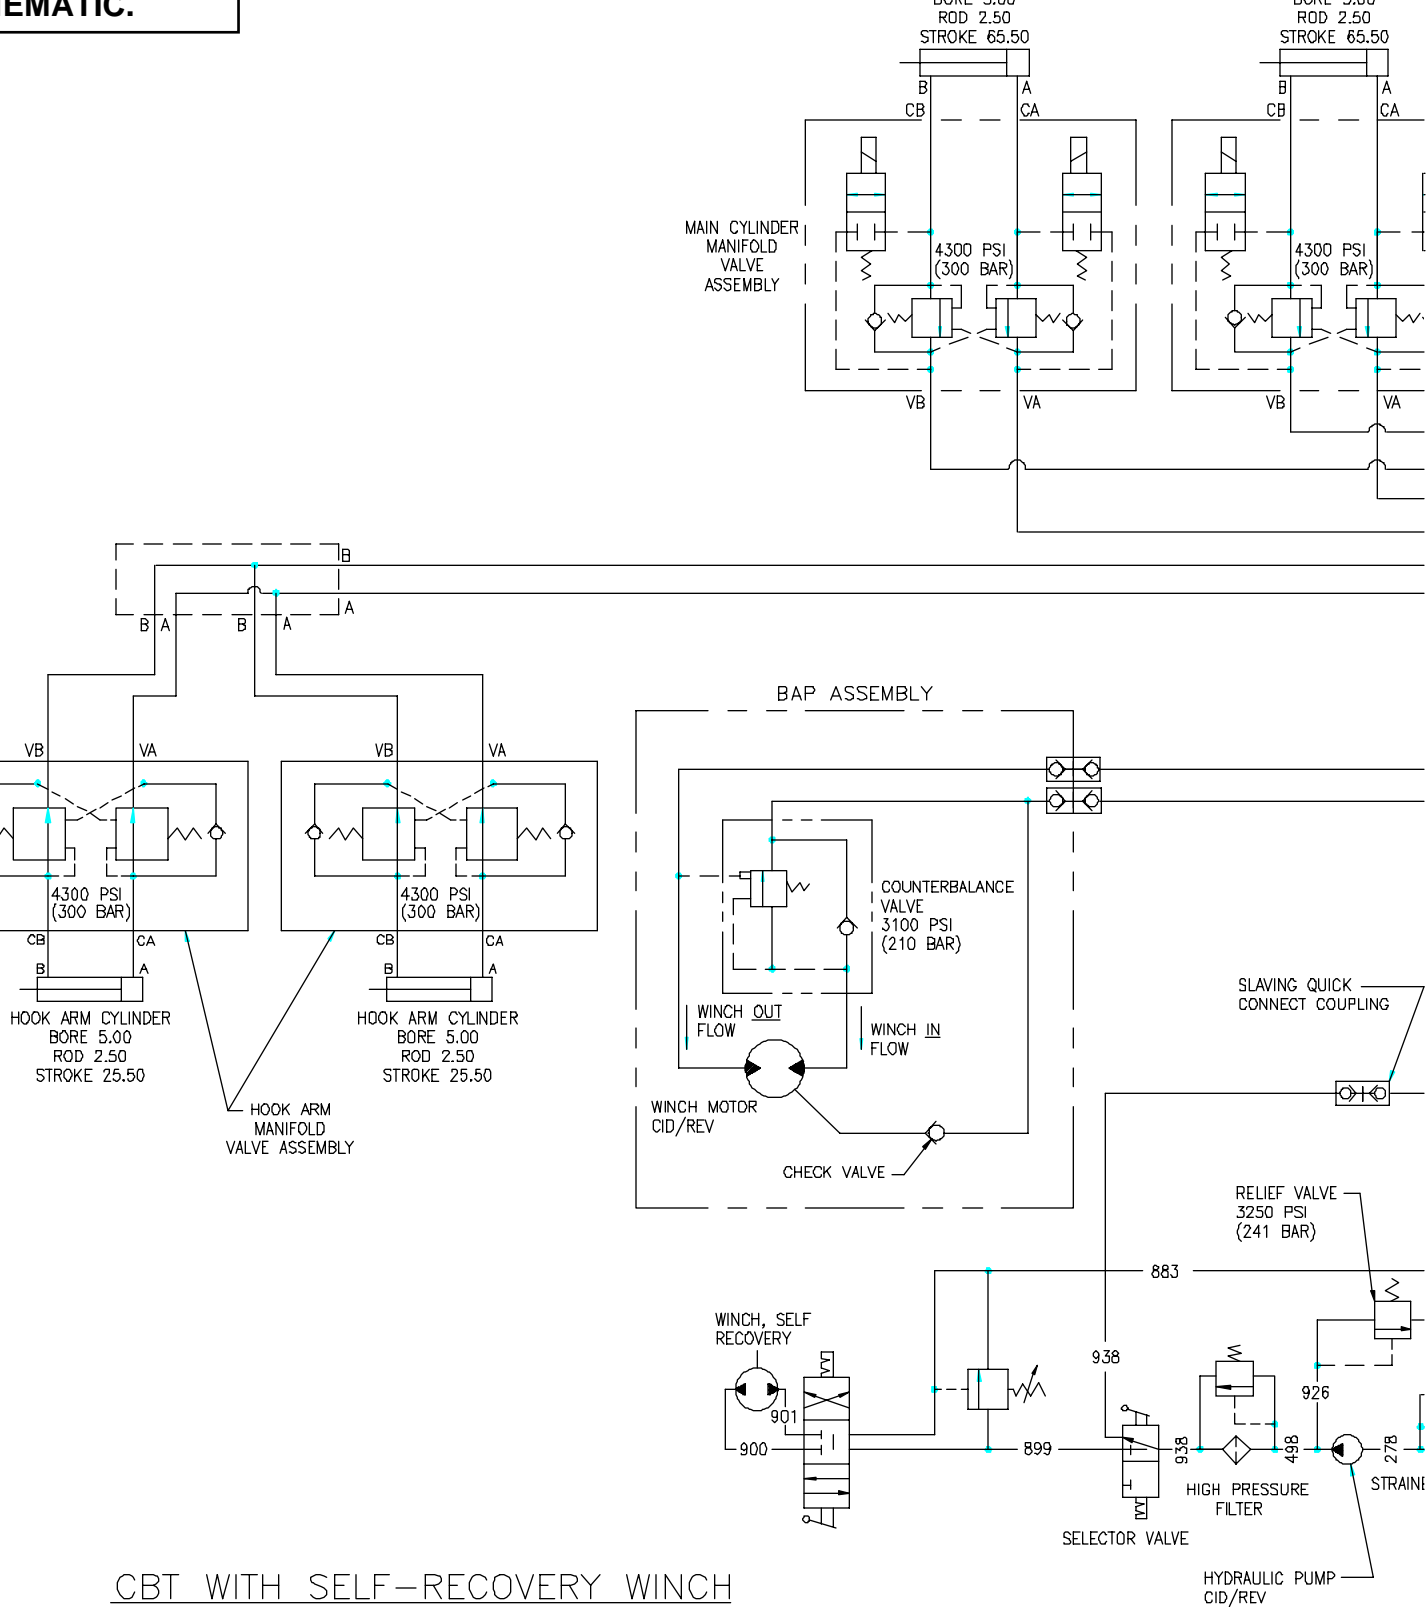 HEMATIC.
ROD 2.50
STROKE 65.50
B
A
CB
CA
ROD 2.50
STROKE 65.50
B
A
CB
CA
MAIN CYLINDER
MANIFOLD
VALVE
ASSEMBLY
4300 PSI
(300 BAR)
4300 PSI
(300 BAR)
VB
VA
VB
VA
B
A
B
A
B
A
VB
VA
VB
VA
4300 PSI
(300 BAR)
4300 PSI
(300 BAR)
CB
CA
CB
CA
B
A
B
A
HOOK ARM CYLINDER
BORE 5.00
ROD 2.50
STROKE 25.50
HOOK ARM CYLINDER
BORE 5.00
ROD 2.50
STROKE 25.50
HOOK ARM
MANIFOLD
VALVE ASSEMBLY
BAP ASSEMBLY
COUNTERBALANCE
VALVE
3100 PSI
(210 BAR)
WINCH OUT
FLOW
WINCH IN
FLOW
WINCH MOTOR
CID/REV
CHECK VALVE
SLAVING QUICK
CONNECT COUPLING
RELIEF VALVE
3250 PSI
(241 BAR)
883
WINCH, SELF
RECOVERY
901
900
899
938
938
498
926
278
HIGH PRESSURE
FILTER
STRAINE
SELECTOR VALVE
HYDRAULIC PUMP
CID/REV
CBT WITH SELF-RECOVERY WINCH